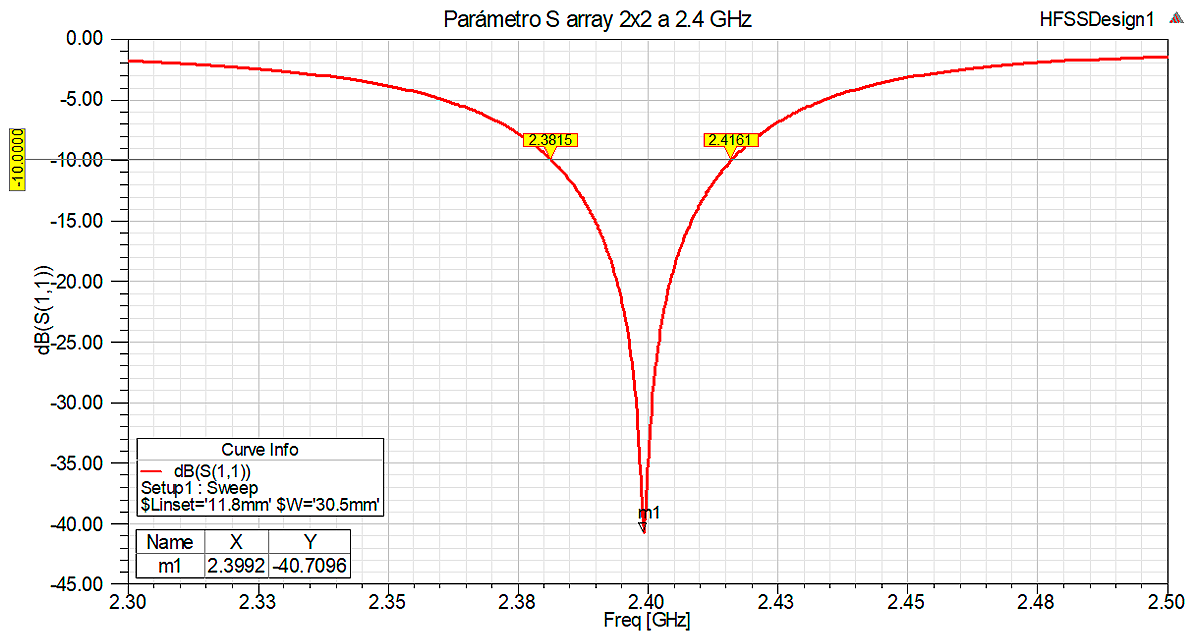 Parámetro S array 2x2 a 2.4 GHz
HFSSDesign1
0.00
-5.00
-10.00
-15.00
-20.00
-25.00
-30.00
-35.00
-40.00
-45.00
-10.0000
dB(S(1,1))
2.3815
2.4161
m1
Curve Info
dB(S(1,1))
Setup1 : Sweep
$Linset='11.8mm' $W='30.5mm'
Name X Y
m1 2.3992 -40.7096
2.30 2.33 2.35 2.38 2.40 2.43 2.45 2.48 2.50
Freq [GHz]